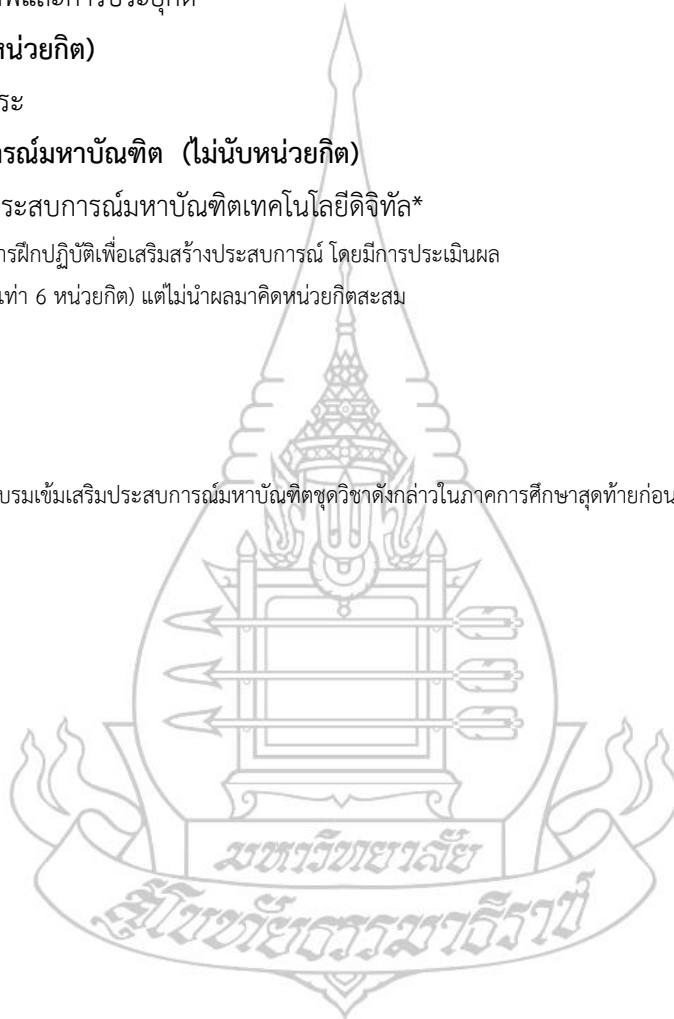 พและการประยุกต์
หน่วยกิต)
ระ
ารณ์มหาบัณฑิต (ไม่นับหน่วยกิต)
ระสบการณ์มหาบัณฑิตเทคโนโลยีดิจิทัล*
ารฝึกปฏิบัติเพื่อเสริมสร้างประสบการณ์ โดยมีการประเมินผล
เท่า 6 หน่วยกิต) แต่ไม่นำผลมาคิดหน่วยกิตสะสม
บรมเข้มเสริมประสบการณ์มหาบัณฑิตชุดวิชาดังกล่าวในภาคการศึกษาสุดท้ายก่อน
มหาวิทยาลัย
สุโขทัยธรรมาธิราช